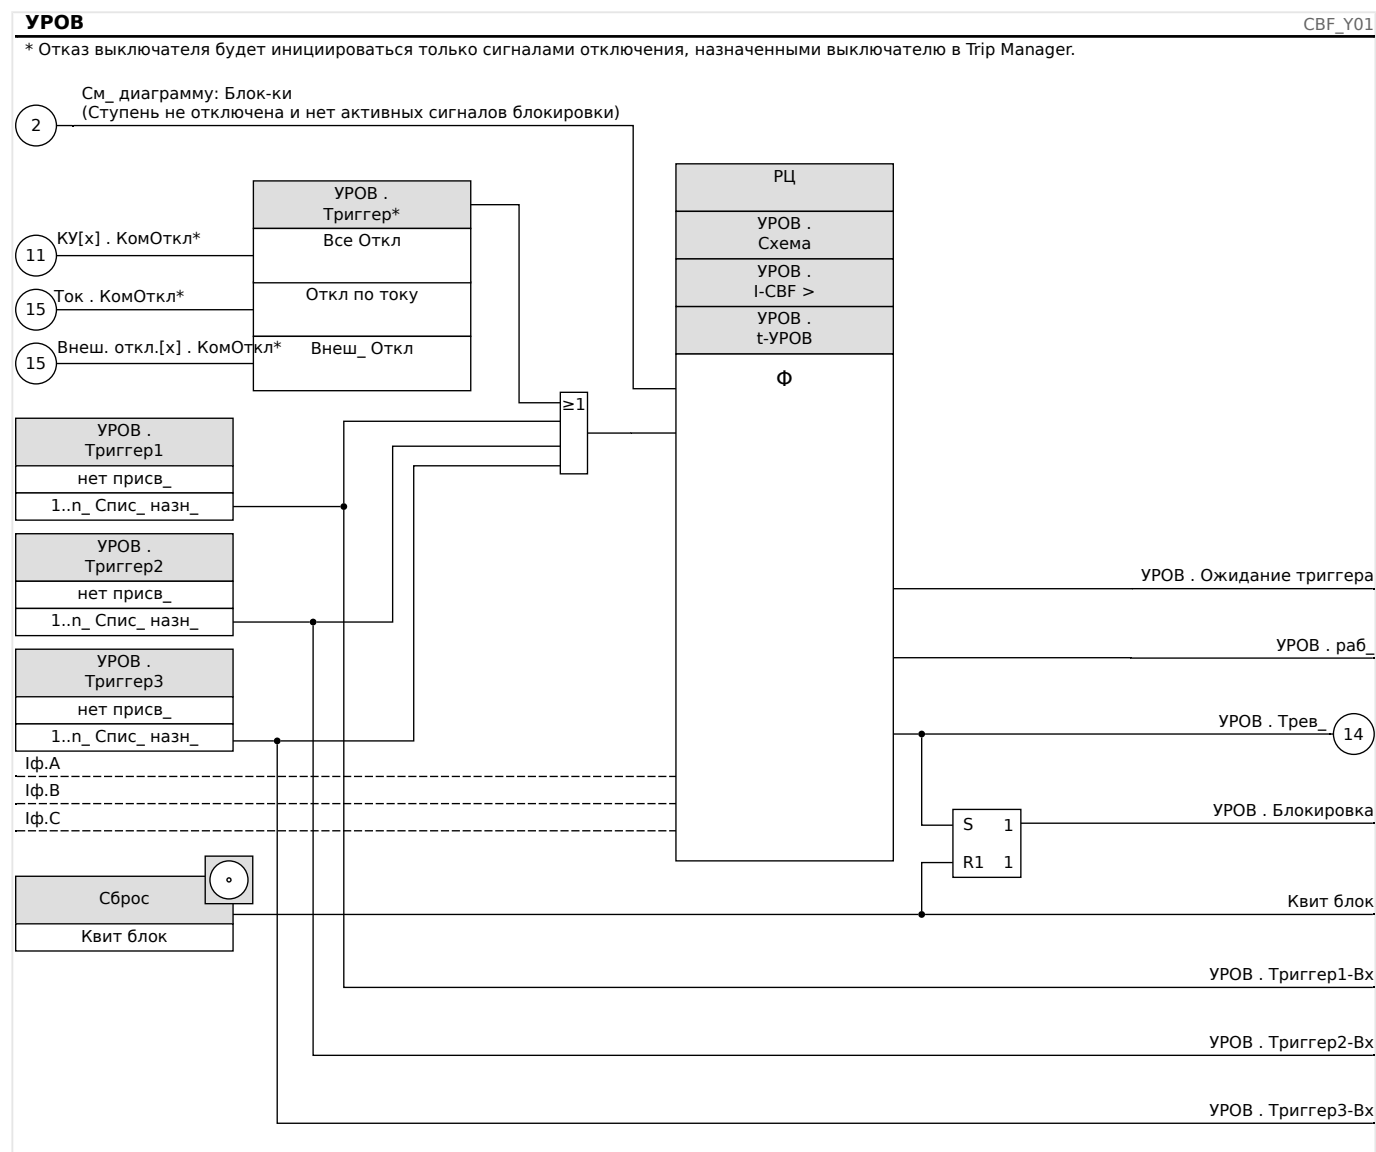 УРОВ
CBF_Y01
* Отказ выключателя будет инициироваться только сигналами отключения, назначенными выключателю в Trip Manager.
См_ диаграмму: Блок-ки
(Ступень не отключена и нет активных сигналов блокировки)
2
УРОВ .
Триггер*
Все Откл
Откл по току
Внеш_ Откл
КУ[x] . КомОткл*
11
Ток . КомОткл*
15
Внеш. откл.[x] . КомОткл*
15
РЦ
УРОВ .
Схема
УРОВ .
I-CBF >
УРОВ .
t-УРОВ
Ф
≥1
УРОВ .
Триггер1
нет присв_
1..n_ Спис_ назн_
УРОВ .
Триггер2
нет присв_
1..n_ Спис_ назн_
УРОВ .
Триггер3
нет присв_
1..n_ Спис_ назн_
Iф.A
Iф.B
Iф.C
УРОВ . Ожидание триггера
УРОВ . раб_
УРОВ . Трев_
14
S 1
R1 1
УРОВ . Блокировка
Сброс
Квит блок
Квит блок
УРОВ . Триггер1-Вх
УРОВ . Триггер2-Вх
УРОВ . Триггер3-Вх